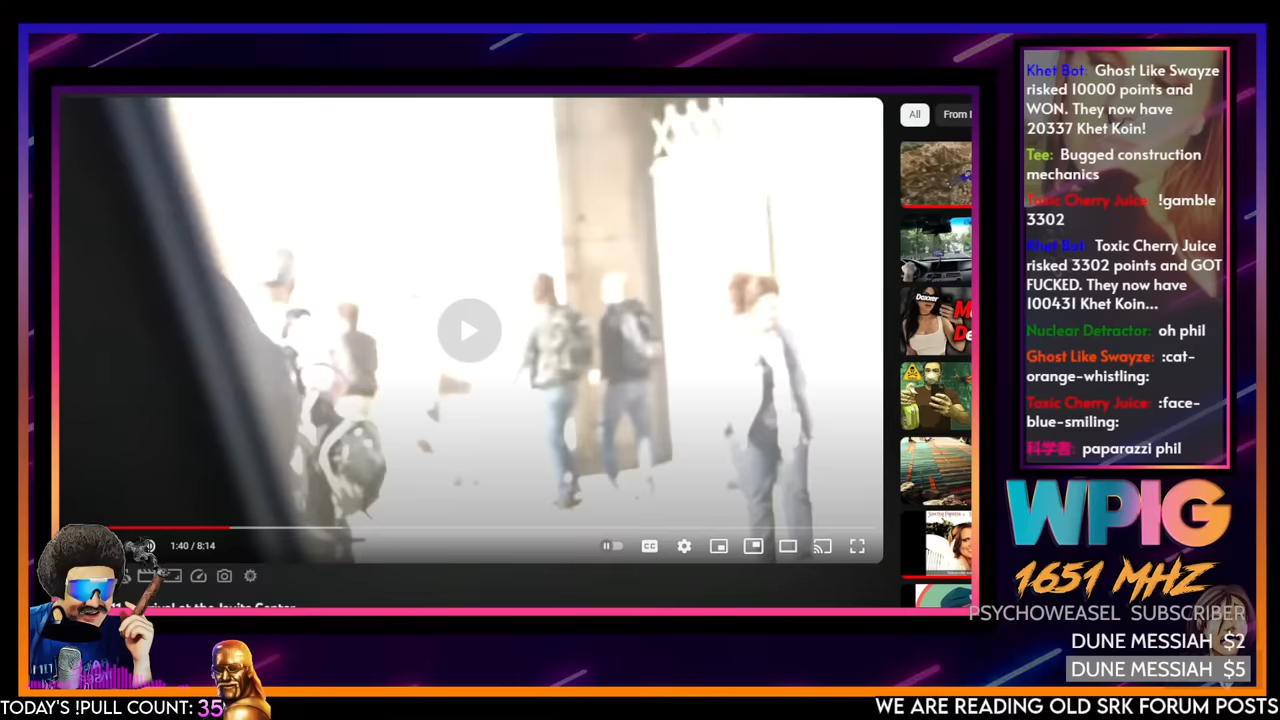 All
From
Khet Bot: Ghost Like Swayze
risked 10000 points and
WON. They now have
20337 Khet Koin!
Tee: Bugged construction
mechanics
Toxic Cherry Juice: !gamble
3302
Khet Bot: Toxic Cherry Juice
risked 3302 points and GOT
FUCKED. They now have
100431 Khet Koin...
Nuclear Detractor: oh phil
Ghost Like Swayze: :cat-
orange-whistling:
Toxic Cherry Juice: :face-
blue-smiling:
科学者: paparazzi phil
1:40 / 8:14
CC
WPIG
1651 MHZ
PSYCHOWEASEL SUBSCRIBER
DUNE MESSIAH $2
DUNE MESSIAH $5
TODAY'S !PULL COUNT: 35
WE ARE READING OLD SRK FORUM POSTS